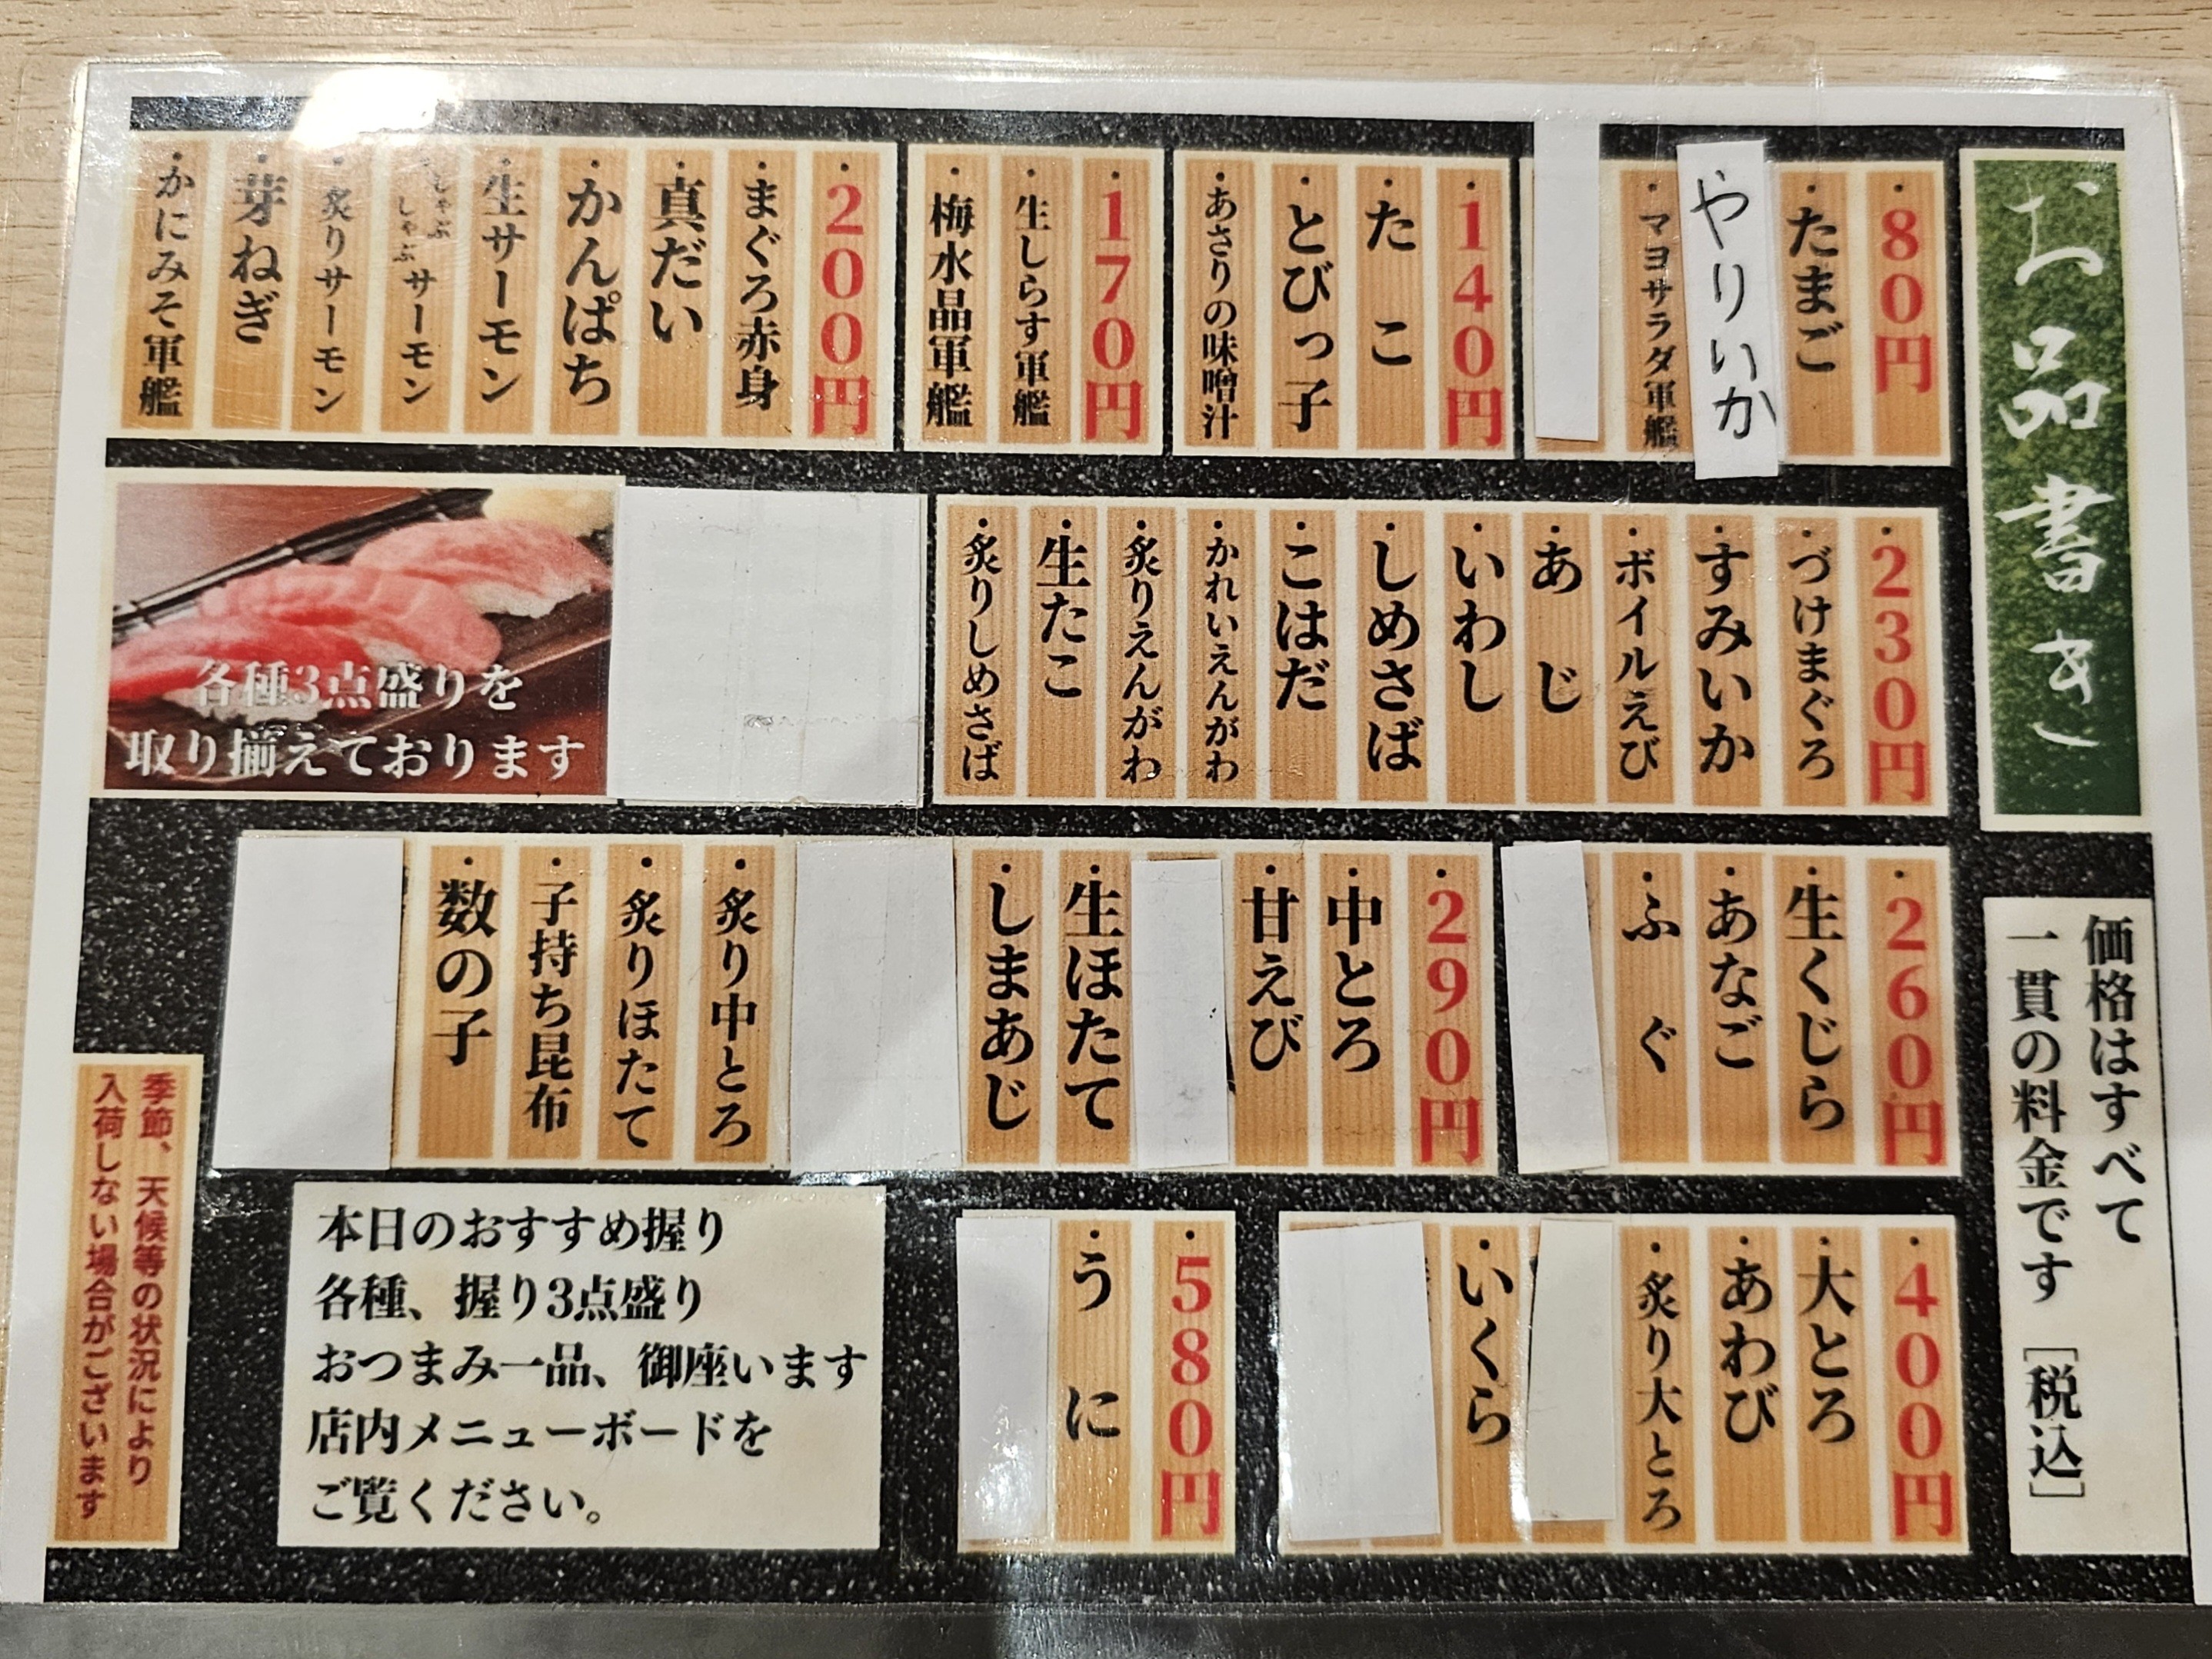 お品書き
価格はすべて
一貫の料金です［税込］
80円
・たまご
やりいか
・マヨサラダ軍艦
・140円
・たこ
・とびっ子
・あさりの味噌汁
・170円
・生しらす軍艦
・梅水晶軍艦
・200円
・まぐろ赤身
・真だい
・かんぱち
・生サーモン
・しゃぶしゃぶサーモン
・炙りサーモン
・芽ねぎ
・かにみそ軍艦
・230円
・づけまぐろ
・すみいか
・ボイルえび
・あじ
・いわし
・しめさば
・こはだ
・かれいえんがわ
・炙りえんがわ
・生たこ
・炙りしめさば
各種3点盛りを
取り揃えております
・260円
・生くじら
・あなご
・ふぐ
・290円
・中とろ
・甘えび
・生ほたて
・しまあじ
・炙り中とろ
・炙りほたて
・子持ち昆布
・数の子
・400円
・大とろ
・あわび
・炙り大とろ
・いくら
・580円
・うに
本日のおすすめ握り
各種、握り3点盛り
おつまみ一品、御座います
店内メニューボードを
ご覧ください。
季節、天候等の状況により
入荷しない場合がございます